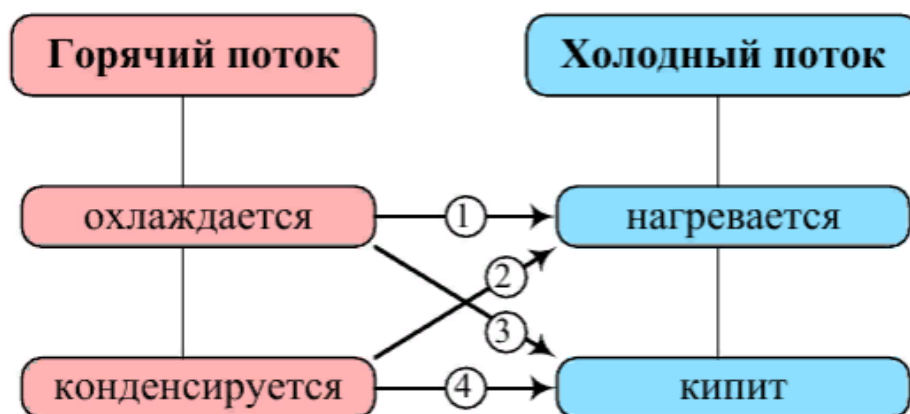 Горячий поток
Холодный поток
охлаждается
1
нагревается
2
3
конденсируется
4
кипит